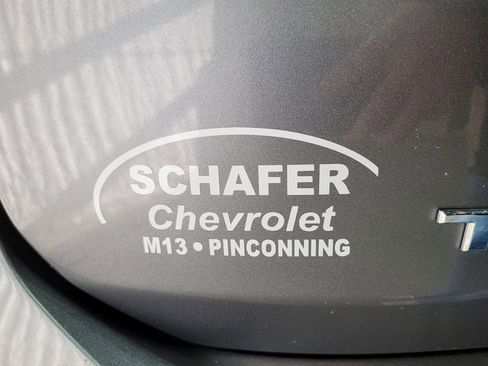 SCHAFER
Chevrolet
M13 • PINCONNING
T